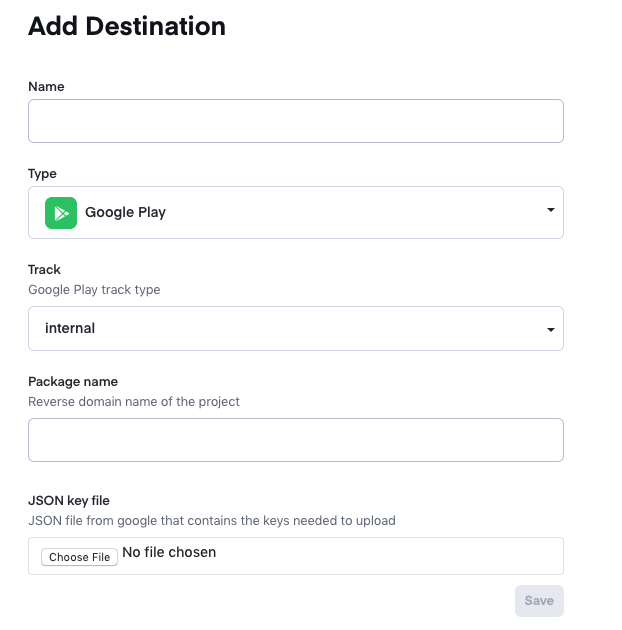 Add Destination
Name
Type
Google Play
Track
Google Play track type
internal
Package name
Reverse domain name of the project
JSON key file
JSON file from google that contains the keys needed to upload
Choose File No file chosen
Save